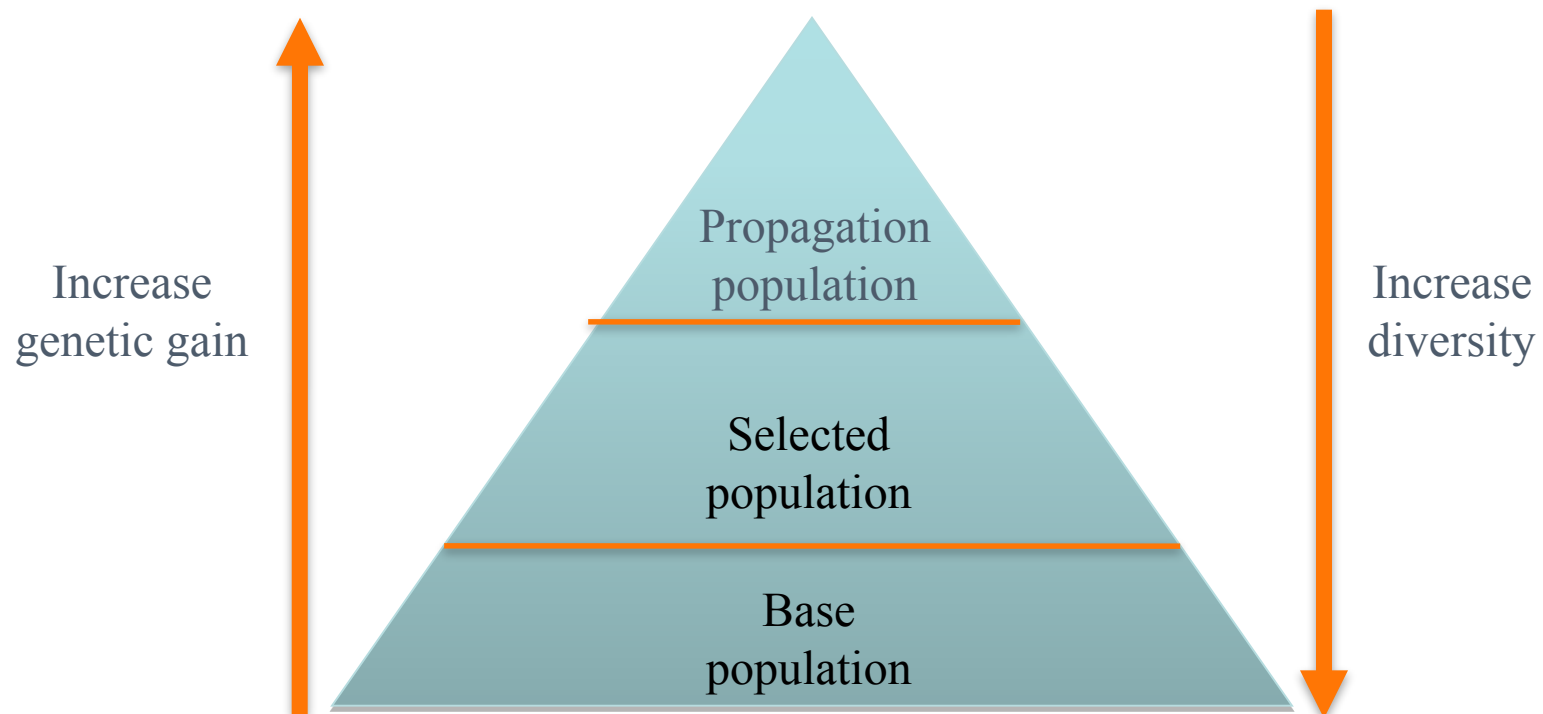 Propagation
population
Increase
genetic gain
Increase
diversity
Selected
population
Base
population